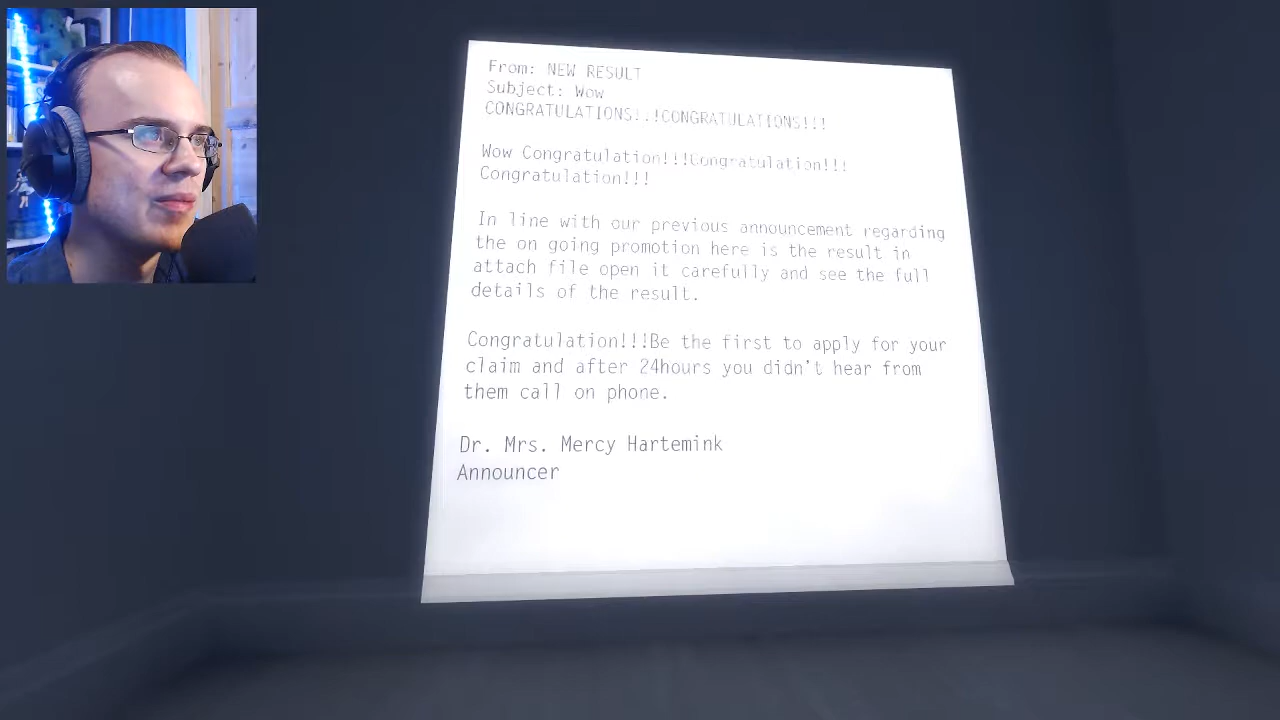 From: NEW RESULT
Subject: Wow
CONGRATULATIONS!.!CONGRATULATIONS!!!
Wow Congratulation!!!Congratulation!!!
Congratulation!!!
In line with our previous announcement regarding
the on going promotion here is the result in
attach file open it carefully and see the full
details of the result.
Congratulation!!!Be the first to apply for your
claim and after 24hours you didn't hear from
them call on phone.
Dr. Mrs. Mercy Hartemink
Announcer